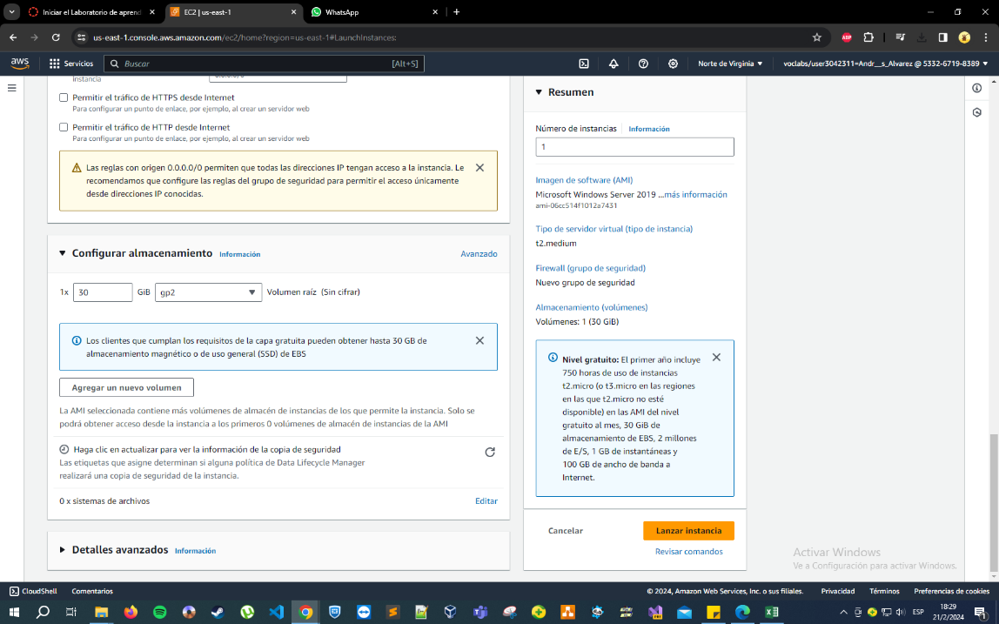 Iniciar el Laboratorio de aprend
EC2 | us-east-1
WhatsApp
us-east-1.console.aws.amazon.com/ec2/home?region=us-east-1#LaunchInstances:
ABP
aws
Servicios
Buscar
[Alt+S]
Norte de Virginia
voclabs/user3042311=Andr__s_Alvarez @ 5332-6719-8389
instancia
0.0.0.0/0
Permitir el tráfico de HTTPS desde Internet
Para configurar un punto de enlace, por ejemplo, al crear un servidor web
Permitir el tráfico de HTTP desde Internet
Para configurar un punto de enlace, por ejemplo, al crear un servidor web
Las reglas con origen 0.0.0.0/0 permiten que todas las direcciones IP tengan acceso a la instancia. Le
recomendamos que configure las reglas del grupo de seguridad para permitir el acceso únicamente
desde direcciones IP conocidas.
Configurar almacenamiento
Información
Avanzado
1x
30
GiB
gp2
Volumen raíz
(Sin cifrar)
Los clientes que cumplan los requisitos de la capa gratuita pueden obtener hasta 30 GB de
almacenamiento magnético o de uso general (SSD) de EBS
Agregar un nuevo volumen
La AMI seleccionada contiene más volúmenes de almacén de instancias de los que permite la instancia. Solo se
podrá obtener acceso desde la instancia a los primeros 0 volúmenes de almacén de instancias de la AMI
Haga clic en actualizar para ver la información de la copia de seguridad
Las etiquetas que asigne determinan si alguna política de Data Lifecycle Manager
realizará una copia de seguridad de la instancia.
0 x sistemas de archivos
Editar
Detalles avanzados
Información
Resumen
Número de instancias
Información
1
Imagen de software (AMI)
Microsoft Windows Server 2019 ...más información
ami-06cc514f1012a7431
Tipo de servidor virtual (tipo de instancia)
t2.medium
Firewall (grupo de seguridad)
Nuevo grupo de seguridad
Almacenamiento (volúmenes)
Volúmenes: 1 (30 GiB)
Nivel gratuito: El primer año incluye
750 horas de uso de instancias
t2.micro (o t3.micro en las regiones
en las que t2.micro no esté
disponible) en las AMI del nivel
gratuito al mes, 30 GiB de
almacenamiento de EBS, 2 millones
de E/S, 1 GB de instantáneas y
100 GB de ancho de banda a
Internet.
Cancelar
Lanzar instancia
Revisar comandos
Activar Windows
Ve a Configuración para activar Windows.
CloudShell
Comentarios
© 2024, Amazon Web Services, Inc. o sus filiales.
Privacidad
Términos
Preferencias de cookies
ESP
18:29
21/2/2024